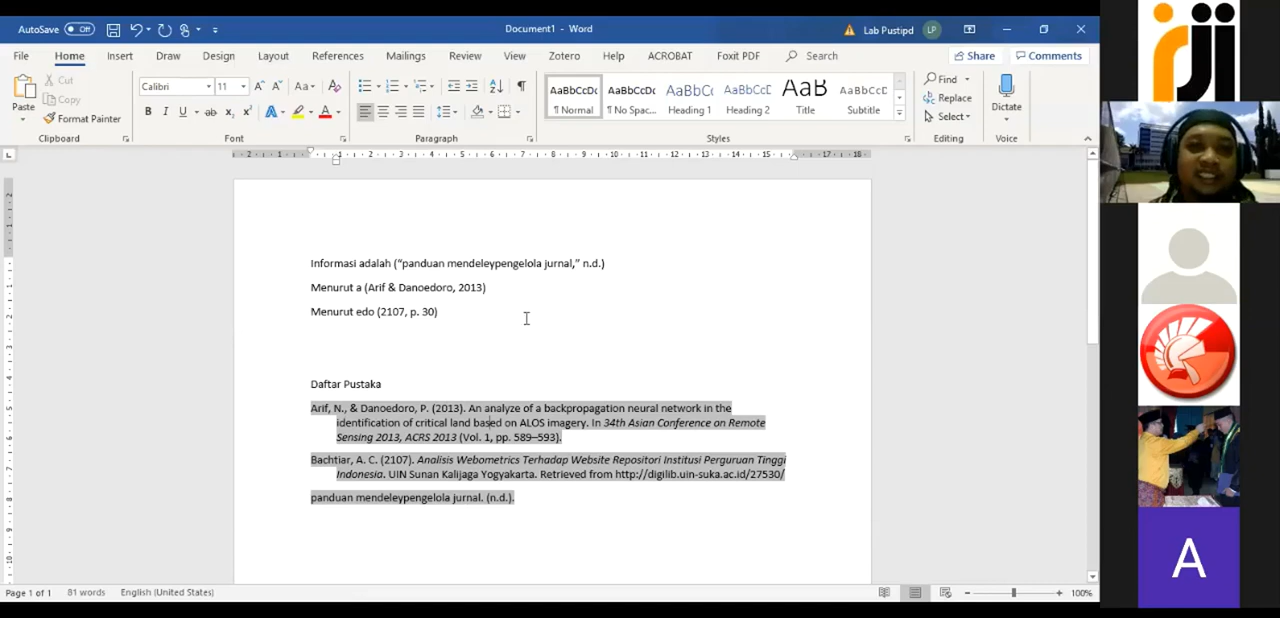 AutoSave Off Document1 - Word Lab Pustipd LP
File Home Insert Draw Design Layout References Mailings Review View Zotero Help ACROBAT Foxit PDF Search Share Comments
Paste
Cut
Copy
Format Painter
Clipboard
Calibri 11
Font
Paragraph
AaBbCcDc AaBbCcDc AaBbCc AaBbCcD AaB AaBbCcD
¶ Normal ¶ No Spac... Heading 1 Heading 2 Title Subtitle
Styles
Find
Replace
Select
Editing
Dictate
Voice
Informasi adalah (“panduan mendeleypengelola jurnal,” n.d.)
Menurut a (Arif & Danoedoro, 2013)
Menurut edo (2107, p. 30)
Daftar Pustaka
Arif, N., & Danoedoro, P. (2013). An analyze of a backpropagation neural network in the
identification of critical land based on ALOS imagery. In 34th Asian Conference on Remote
Sensing 2013, ACRS 2013 (Vol. 1, pp. 589–593).
Bachtiar, A. C. (2107). Analisis Webometrics Terhadap Website Repositori Institusi Perguruan Tinggi
Indonesia. UIN Sunan Kalijaga Yogyakarta. Retrieved from http://digilib.uin-suka.ac.id/27530/
panduan mendeleypengelola jurnal. (n.d.).
Page 1 of 1 81 words English (United States) 100%
A